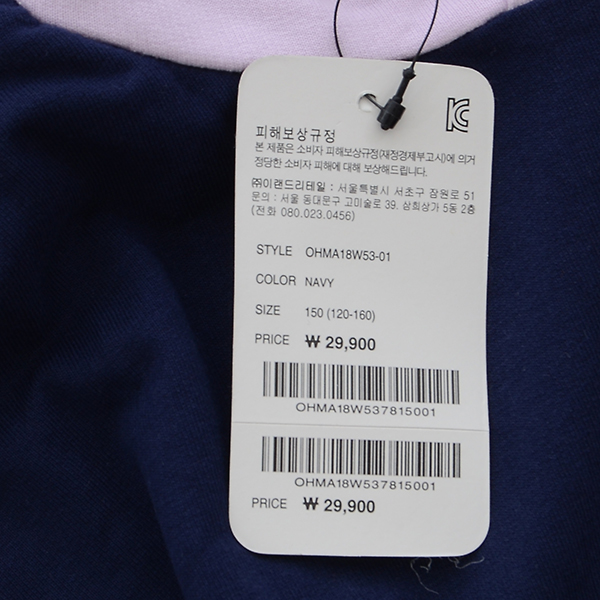 피해보상규정
본 제품은 소비자 피해보상규정(재정경제부고시)에 의거
정당한 소비자 피해에 대해 보상해드립니다.
㈜이랜드리테일 : 서울특별시 서초구 잠원로 51
문의 : 서울 동대문구 고미술로 39. 삼희상가 5동 2층
(전화 080.023.0456)
STYLE OHMA18W53-01
COLOR NAVY
SIZE 150 (120-160)
PRICE ₩ 29,900
OHMA18W537815001
OHMA18W537815001
PRICE ₩ 29,900